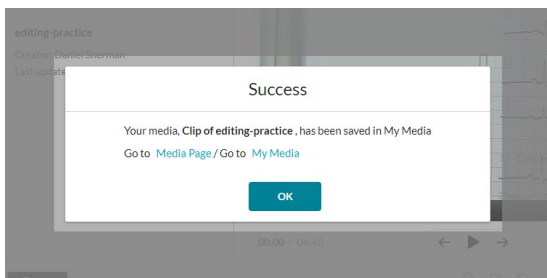 editing-practice
Creator: Daniel Sherman
Last update
Success
Your media, Clip of editing-practice , has been saved in My Media
Go to Media Page / Go to My Media
OK
00:00 / 04:48